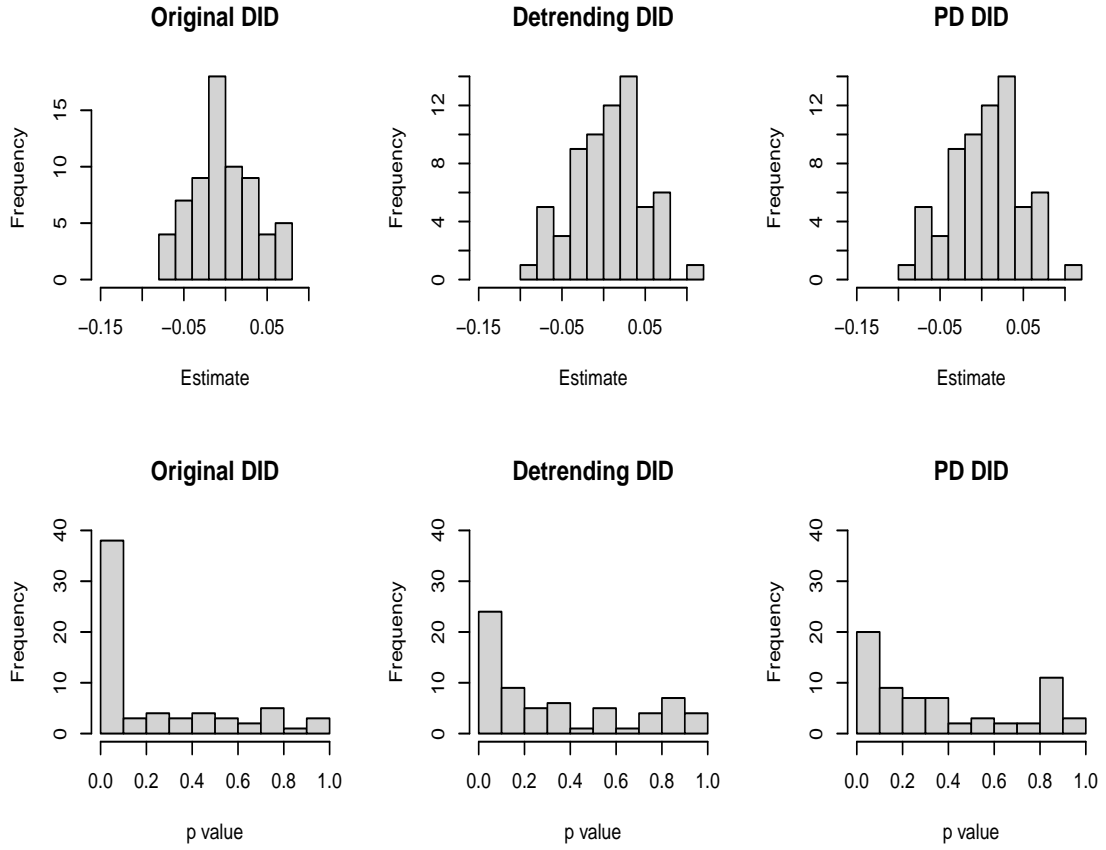 Original DID
Detrending DID
PD DID
Frequency
0 5 10 15
−0.15 −0.05 0.05
Estimate
Frequency
0 4 8 12
−0.15 −0.05 0.05
Estimate
Frequency
0 4 8 12
−0.15 −0.05 0.05
Estimate
Original DID
Detrending DID
PD DID
Frequency
0 10 20 30 40
0.0 0.2 0.4 0.6 0.8 1.0
p value
Frequency
0 10 20 30 40
0.0 0.2 0.4 0.6 0.8 1.0
p value
Frequency
0 10 20 30 40
0.0 0.2 0.4 0.6 0.8 1.0
p value